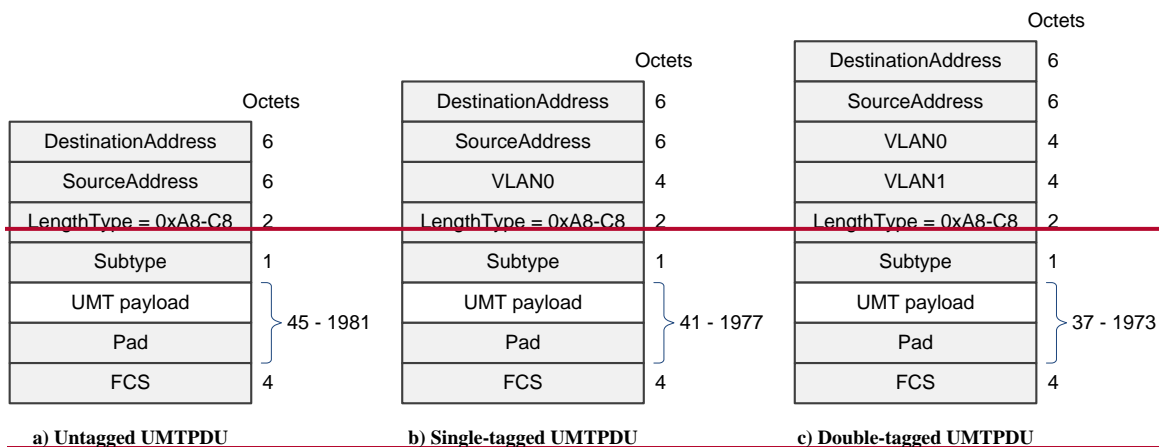 Octets
DestinationAddress 6
SourceAddress 6
LengthType = 0xA8-C8 2
Subtype 1
UMT payload
Pad
45 - 1981
FCS 4
a) Untagged UMTPDU
Octets
DestinationAddress 6
SourceAddress 6
VLAN0 4
LengthType = 0xA8-C8 2
Subtype 1
UMT payload
Pad
41 - 1977
FCS 4
b) Single-tagged UMTPDU
Octets
DestinationAddress 6
SourceAddress 6
VLAN0 4
VLAN1 4
LengthType = 0xA8-C8 2
Subtype 1
UMT payload
Pad
37 - 1973
FCS 4
c) Double-tagged UMTPDU